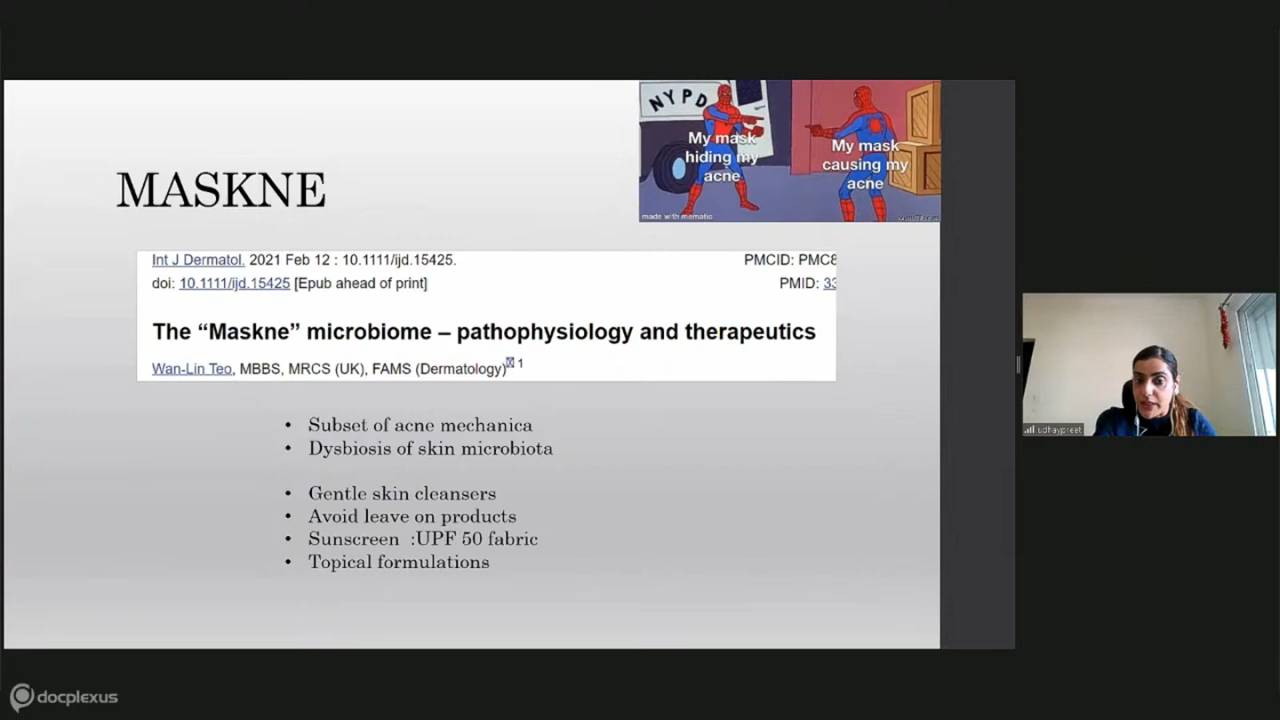 NYPD
My mask
hiding my
acne
My mask
causing my
acne
made with mematic
MASKNE
Int J Dermatol. 2021 Feb 12 : 10.1111/ijd.15425.
PMCID: PMC8
doi: 10.1111/ijd.15425 [Epub ahead of print]
PMID: 33
The “Maskne” microbiome – pathophysiology and therapeutics
Wan-Lin Teo, MBBS, MRCS (UK), FAMS (Dermatology) 1
• Subset of acne mechanica
• Dysbiosis of skin microbiota
• Gentle skin cleansers
• Avoid leave on products
• Sunscreen :UPF 50 fabric
• Topical formulations
udhaypreet
docplexus